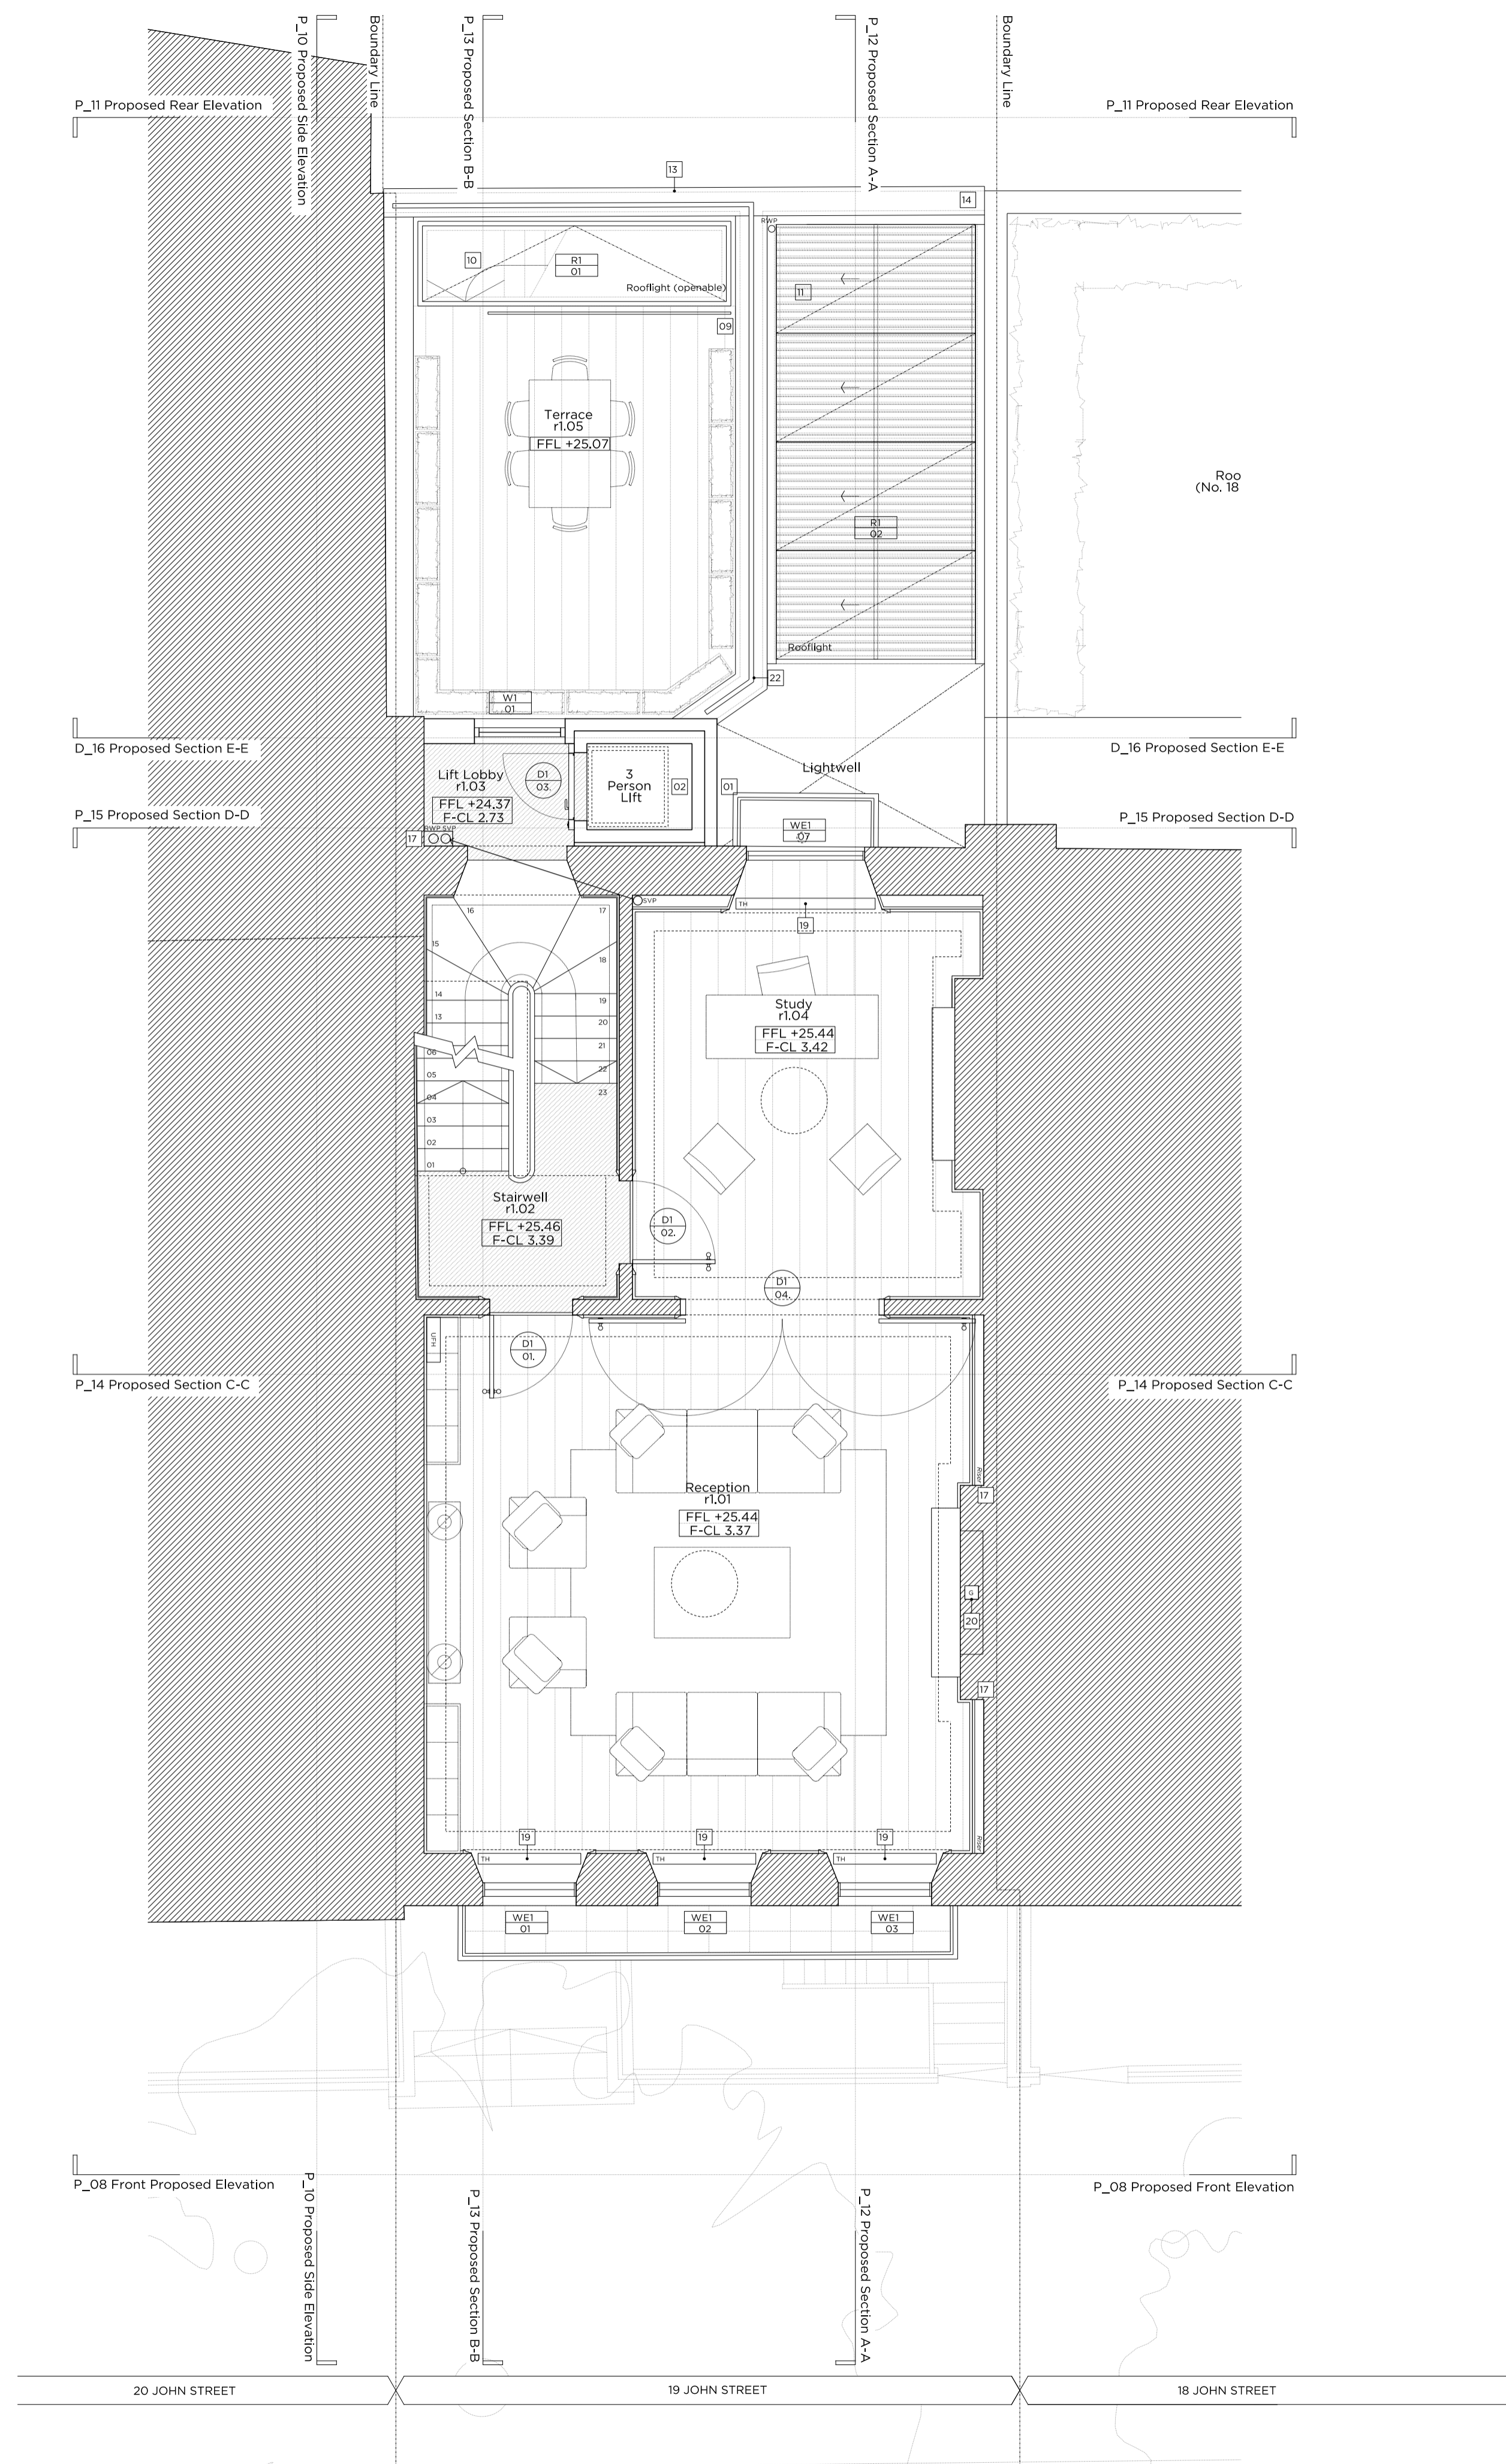 P_10 Proposed Side Elevation
Boundary Line
P_13 Proposed Section B-B
P_12 Proposed Section A-A
Boundary Line
P_11 Proposed Rear Elevation
P_11 Proposed Rear Elevation
13
14
RWP
10
R1
01
Rooflight (openable)
11
09
Terrace
r1.05
FFL +25.07
Roo
(No. 18
R1
02
Rooflight
22
W1
01
D_16 Proposed Section E-E
D_16 Proposed Section E-E
Lift Lobby
r1.03
FFL +24.37
F-CL 2.73
D1
03.
3
Person
LIft
02
01
Lightwell
P_15 Proposed Section D-D
P_15 Proposed Section D-D
17
RWP SVP
WE1
07
SVP
TH
19
16
17
15
18
14
19
13
20
21
06
22
05
23
04
03
02
01
Study
r1.04
FFL +25.44
F-CL 3.42
Stairwell
r1.02
FFL +25.46
F-CL 3.39
D1
02.
D1
04.
UFH
D1
01.
P_14 Proposed Section C-C
P_14 Proposed Section C-C
Reception
r1.01
FFL +25.44
F-CL 3.37
Riser
17
G
20
17
Riser
19
19
19
TH
TH
TH
WE1
01
WE1
02
WE1
03
P_08 Front Proposed Elevation
P_08 Proposed Front Elevation
P_10 Proposed Side Elevation
P_13 Proposed Section B-B
P_12 Proposed Section A-A
20 JOHN STREET
19 JOHN STREET
18 JOHN STREET